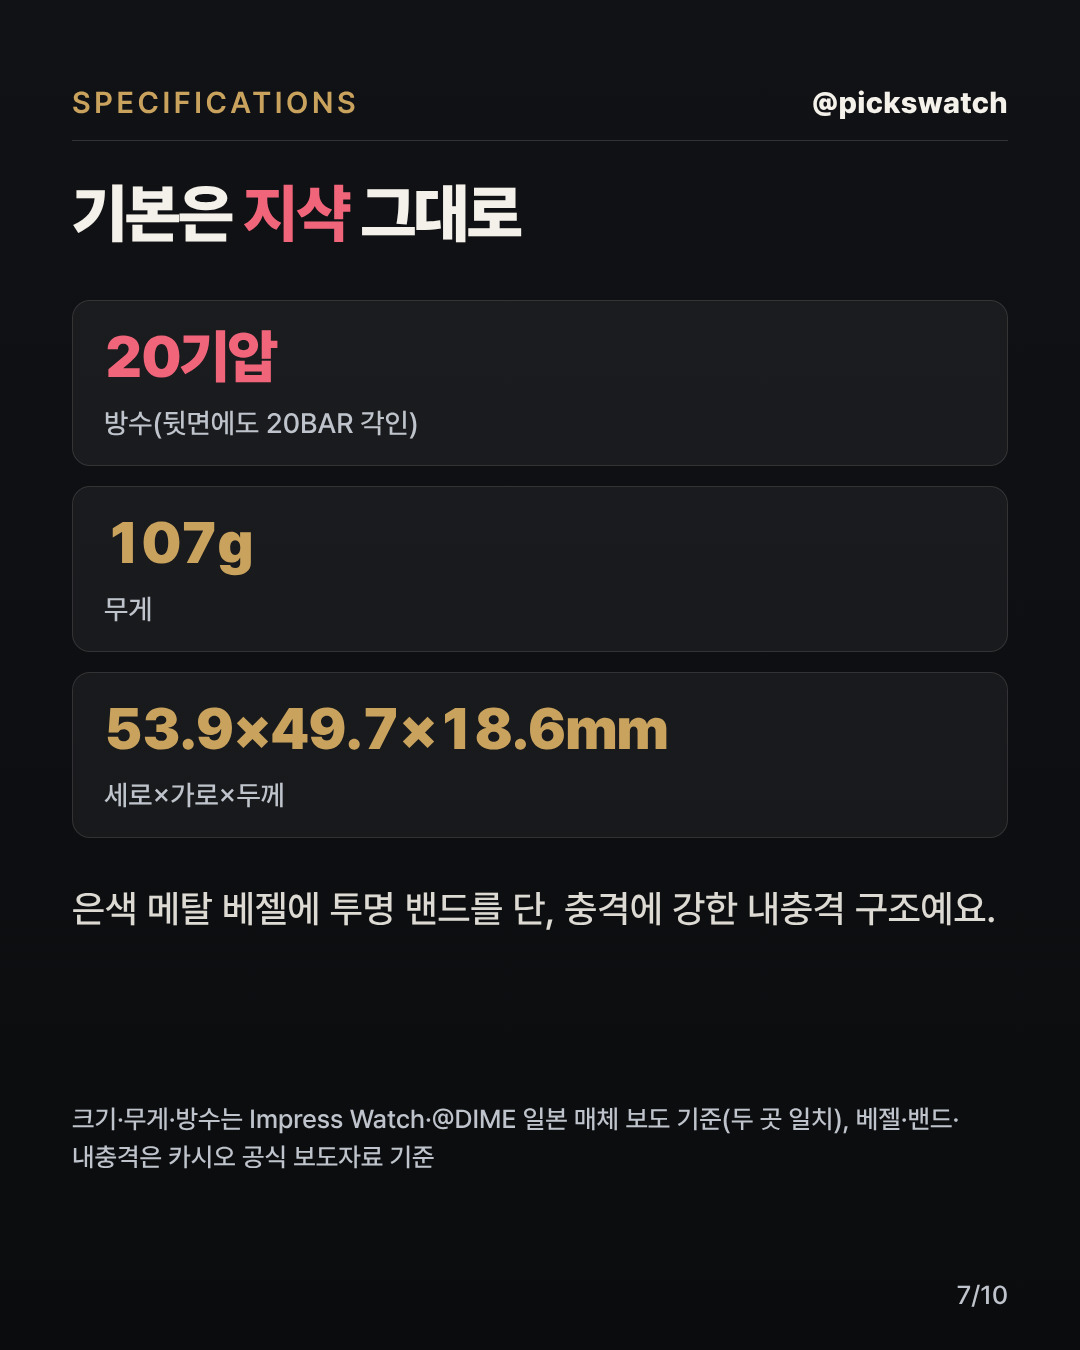 SPECIFICATIONS
@pickswatch
기본은 지샥 그대로
20기압
방수(뒷면에도 20BAR 각인)
107g
무게
53.9×49.7×18.6mm
세로×가로×두께
은색 메탈 베젤에 투명 밴드를 단, 충격에 강한 내충격 구조예요.
크기·무게·방수는 Impress Watch·@DIME 일본 매체 보도 기준(두 곳 일치), 베젤·밴드·
내충격은 카시오 공식 보도자료 기준
7/10